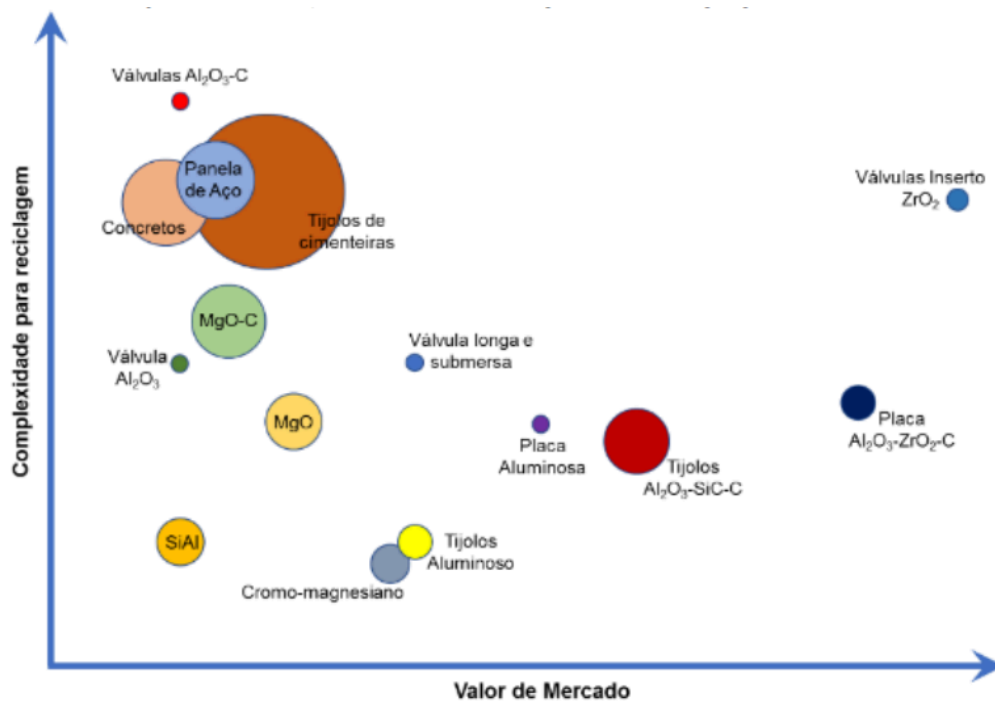 Válvulas Al₂O₃-C
Panela
de Aço
Concretos
Tijolos de
cimenteiras
Válvulas Inserto
ZrO₂
MgO-C
Válvula
Al₂O₃
Válvula longa e
submersa
MgO
Placa
Aluminosa
Tijolos
Al₂O₃-SiC-C
Placa
Al₂O₃-ZrO₂-C
SiAl
Tijolos
Aluminoso
Cromo-magnesiano
Complexidade para reciclagem
Valor de Mercado